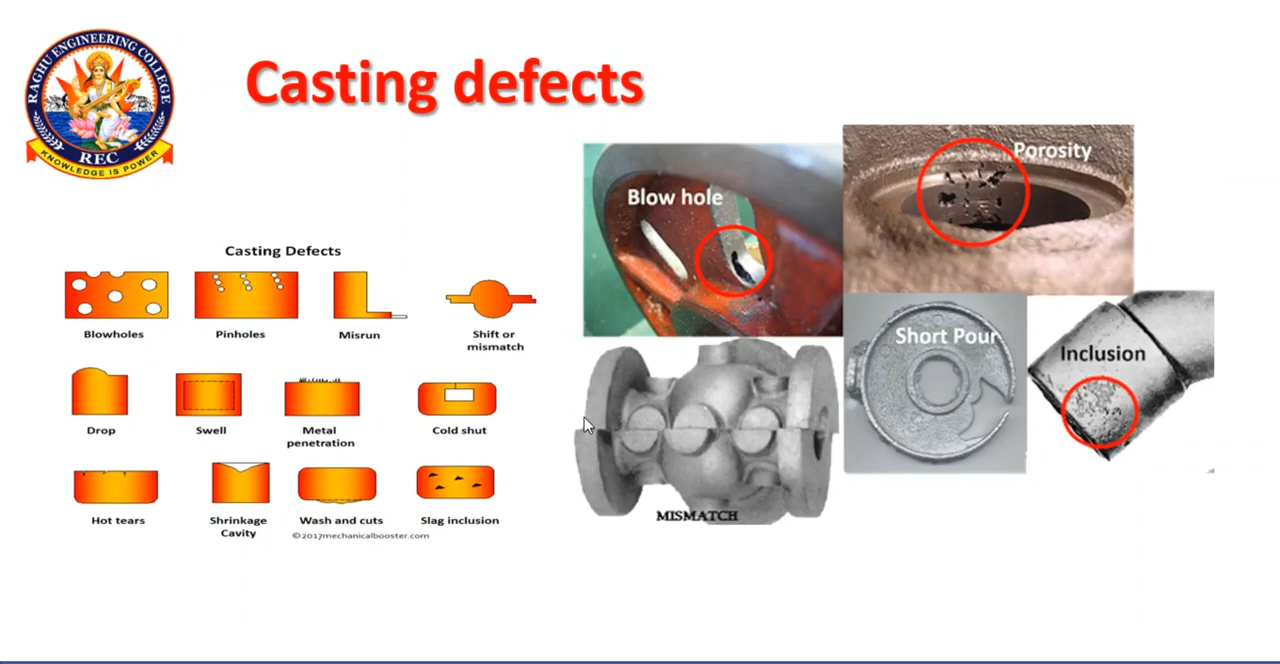 RAGHU ENGINEERING COLLEGE
REC
KNOWLEDGE IS POWER
Casting defects
Casting Defects
Blowholes
Pinholes
Misrun
Shift or
mismatch
Drop
Swell
Metal
penetration
Cold shut
Hot tears
Shrinkage
Cavity
Wash and cuts
Slag inclusion
©2017mechanicalbooster.com
Blow hole
Porosity
Short Pour
Inclusion
MISMATCH